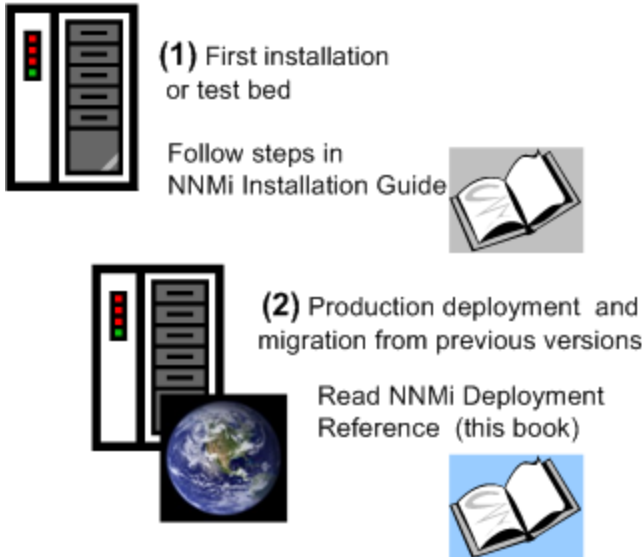 (1) First installation
or test bed
Follow steps in
NNMi Installation Guide
(2) Production deployment and
migration from previous versions
Read NNMi Deployment
Reference (this book)